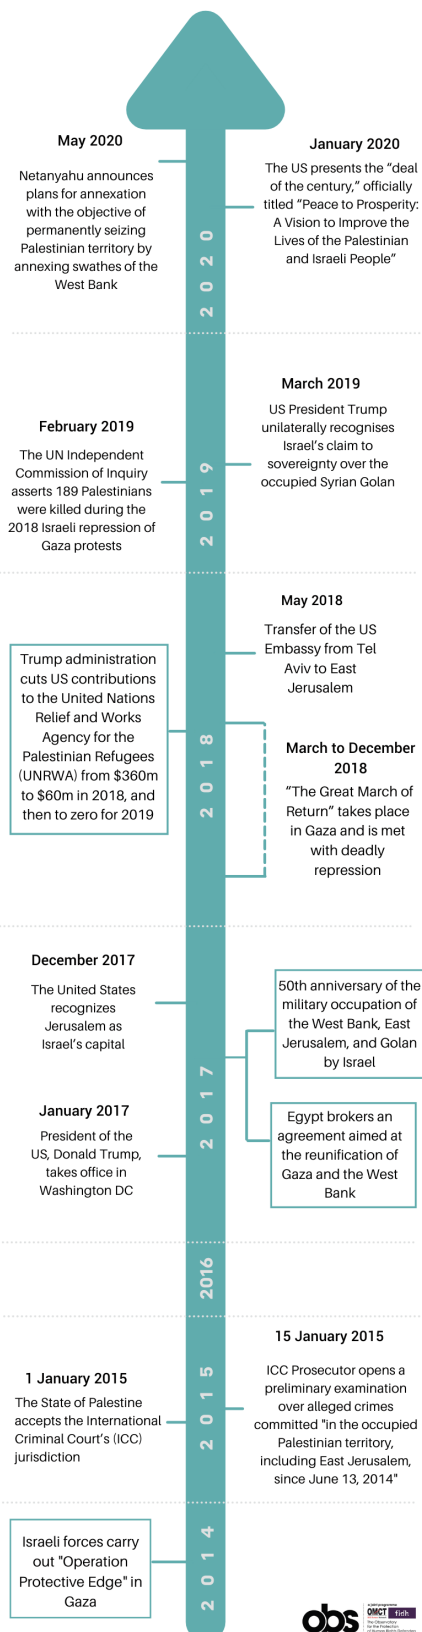 May 2020
Netanyahu announces
plans for annexation
with the objective of
permanently seizing
Palestinian territory by
annexing swathes of the
West Bank
January 2020
The US presents the “deal
of the century,” officially
titled “Peace to Prosperity:
A Vision to Improve the
Lives of the Palestinian
and Israeli People”
2020
March 2019
US President Trump
unilaterally recognises
Israel’s claim to
sovereignty over the
occupied Syrian Golan
February 2019
The UN Independent
Commission of Inquiry
asserts 189 Palestinians
were killed during the
2018 Israeli repression of
Gaza protests
2019
May 2018
Transfer of the US
Embassy from Tel
Aviv to East
Jerusalem
Trump administration
cuts US contributions
to the United Nations
Relief and Works
Agency for the
Palestinian Refugees
(UNRWA) from $360m
to $60m in 2018, and
then to zero for 2019
2018
March to December
2018
“The Great March of
Return” takes place
in Gaza and is met
with deadly
repression
December 2017
The United States
recognizes
Jerusalem as
Israel’s capital
50th anniversary of the
military occupation of
the West Bank, East
Jerusalem, and Golan
by Israel
2017
January 2017
President of the
US, Donald Trump,
takes office in
Washington DC
Egypt brokers an
agreement aimed at
the reunification of
Gaza and the West
Bank
2016
15 January 2015
ICC Prosecutor opens a
preliminary examination
over alleged crimes
committed "in the occupied
Palestinian territory,
including East Jerusalem,
since June 13, 2014"
1 January 2015
The State of Palestine
accepts the International
Criminal Court’s (ICC)
jurisdiction
2015
Israeli forces carry
out "Operation
Protective Edge" in
Gaza
2014
obs
a joint programme
OMCT
fidh
The Observatory
for the Protection